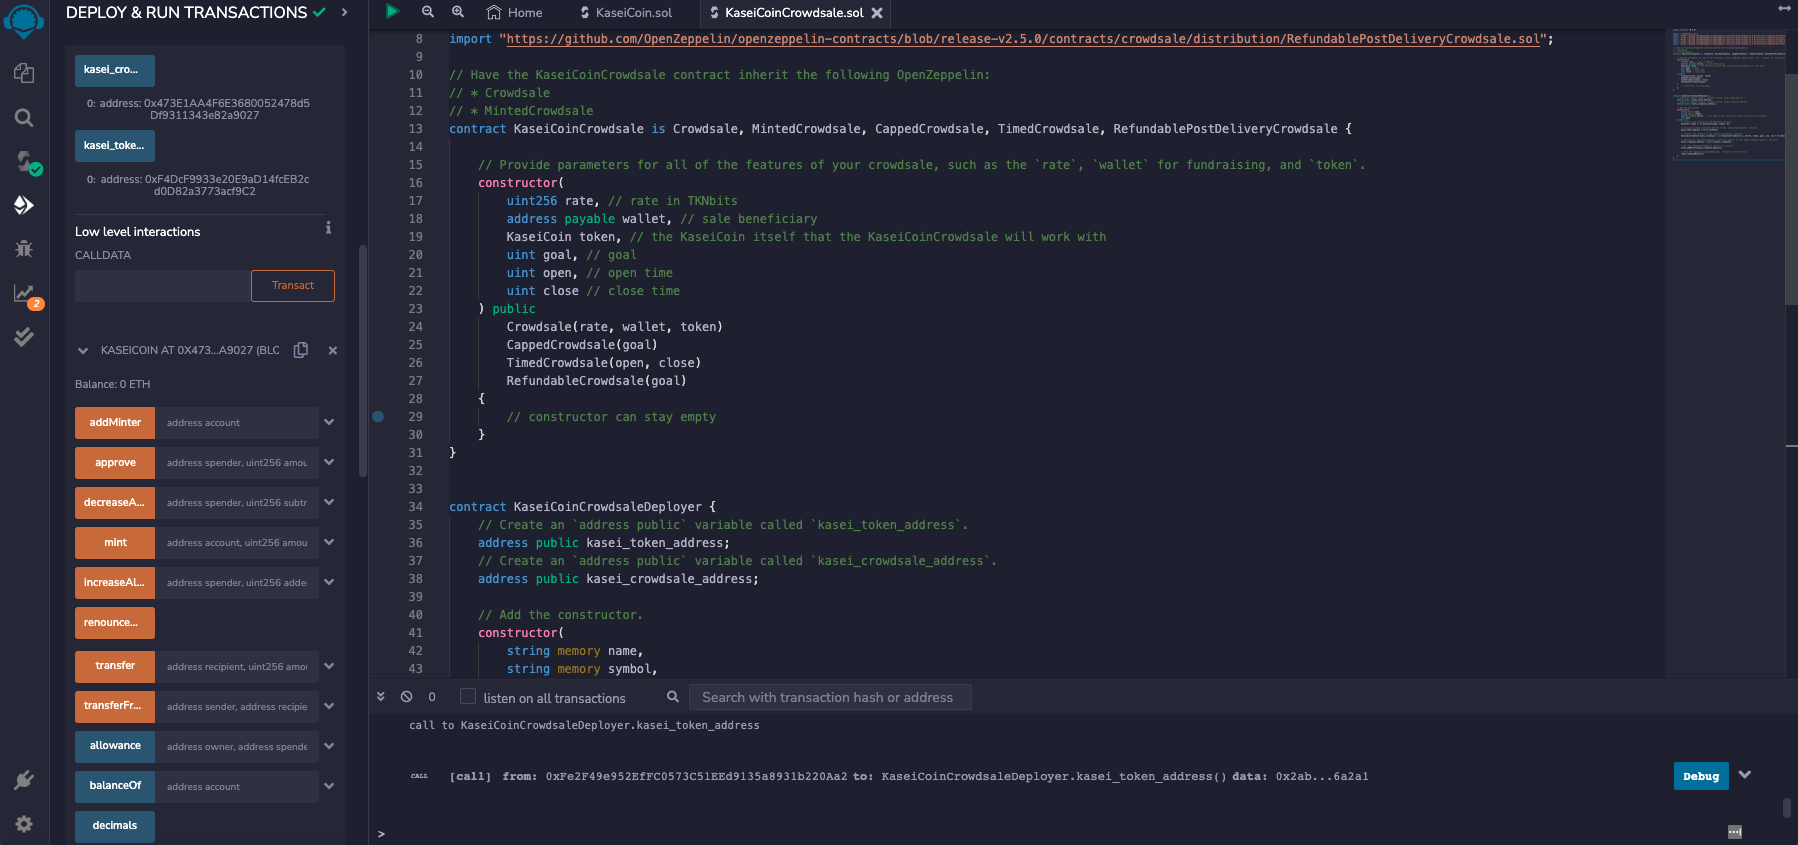 DEPLOY & RUN TRANSACTIONS
Home
KaseiCoin.sol
KaseiCoinCrowdsale.sol
kasei_cro...
0: address: 0x473E1AA4F6E3680052478d5
Df9311343e82a9027
kasei_toke...
0: address: 0xF4DcF9933e20E9aD14fcEB2c
d0D82a3773acf9C2
Low level interactions
CALLDATA
Transact
2
KASEICOIN AT 0X473...A9027 (BLO
Balance: 0 ETH
addMinter address account
approve address spender, uint256 amou
decreaseA... address spender, uint256 subtr
mint address account, uint256 amou
increaseAl... address spender, uint256 adde
renounce...
transfer address recipient, uint256 amou
transferFr... address sender, address recipie
allowance address owner, address spende
balanceOf address account
decimals
8 import "https://github.com/OpenZeppelin/openzeppelin-contracts/blob/release-v2.5.0/contracts/crowdsale/distribution/RefundablePostDeliveryCrowdsale.sol";
9
10 // Have the KaseiCoinCrowdsale contract inherit the following OpenZeppelin:
11 // * Crowdsale
12 // * MintedCrowdsale
13 contract KaseiCoinCrowdsale is Crowdsale, MintedCrowdsale, CappedCrowdsale, TimedCrowdsale, RefundablePostDeliveryCrowdsale {
14
15 // Provide parameters for all of the features of your crowdsale, such as the `rate`, `wallet` for fundraising, and `token`.
16 constructor(
17 uint256 rate, // rate in TKNbits
18 address payable wallet, // sale beneficiary
19 KaseiCoin token, // the KaseiCoin itself that the KaseiCoinCrowdsale will work with
20 uint goal, // goal
21 uint open, // open time
22 uint close // close time
23 ) public
24 Crowdsale(rate, wallet, token)
25 CappedCrowdsale(goal)
26 TimedCrowdsale(open, close)
27 RefundableCrowdsale(goal)
28 {
29 // constructor can stay empty
30 }
31 }
32
33
34 contract KaseiCoinCrowdsaleDeployer {
35 // Create an `address public` variable called `kasei_token_address`.
36 address public kasei_token_address;
37 // Create an `address public` variable called `kasei_crowdsale_address`.
38 address public kasei_crowdsale_address;
39
40 // Add the constructor.
41 constructor(
42 string memory name,
43 string memory symbol,
0 listen on all transactions Search with transaction hash or address
call to KaseiCoinCrowdsaleDeployer.kasei_token_address
CALL [call] from: 0xFe2F49e952EfFC0573C51EEd9135a8931b220Aa2 to: KaseiCoinCrowdsaleDeployer.kasei_token_address() data: 0x2ab...6a2a1 Debug
>